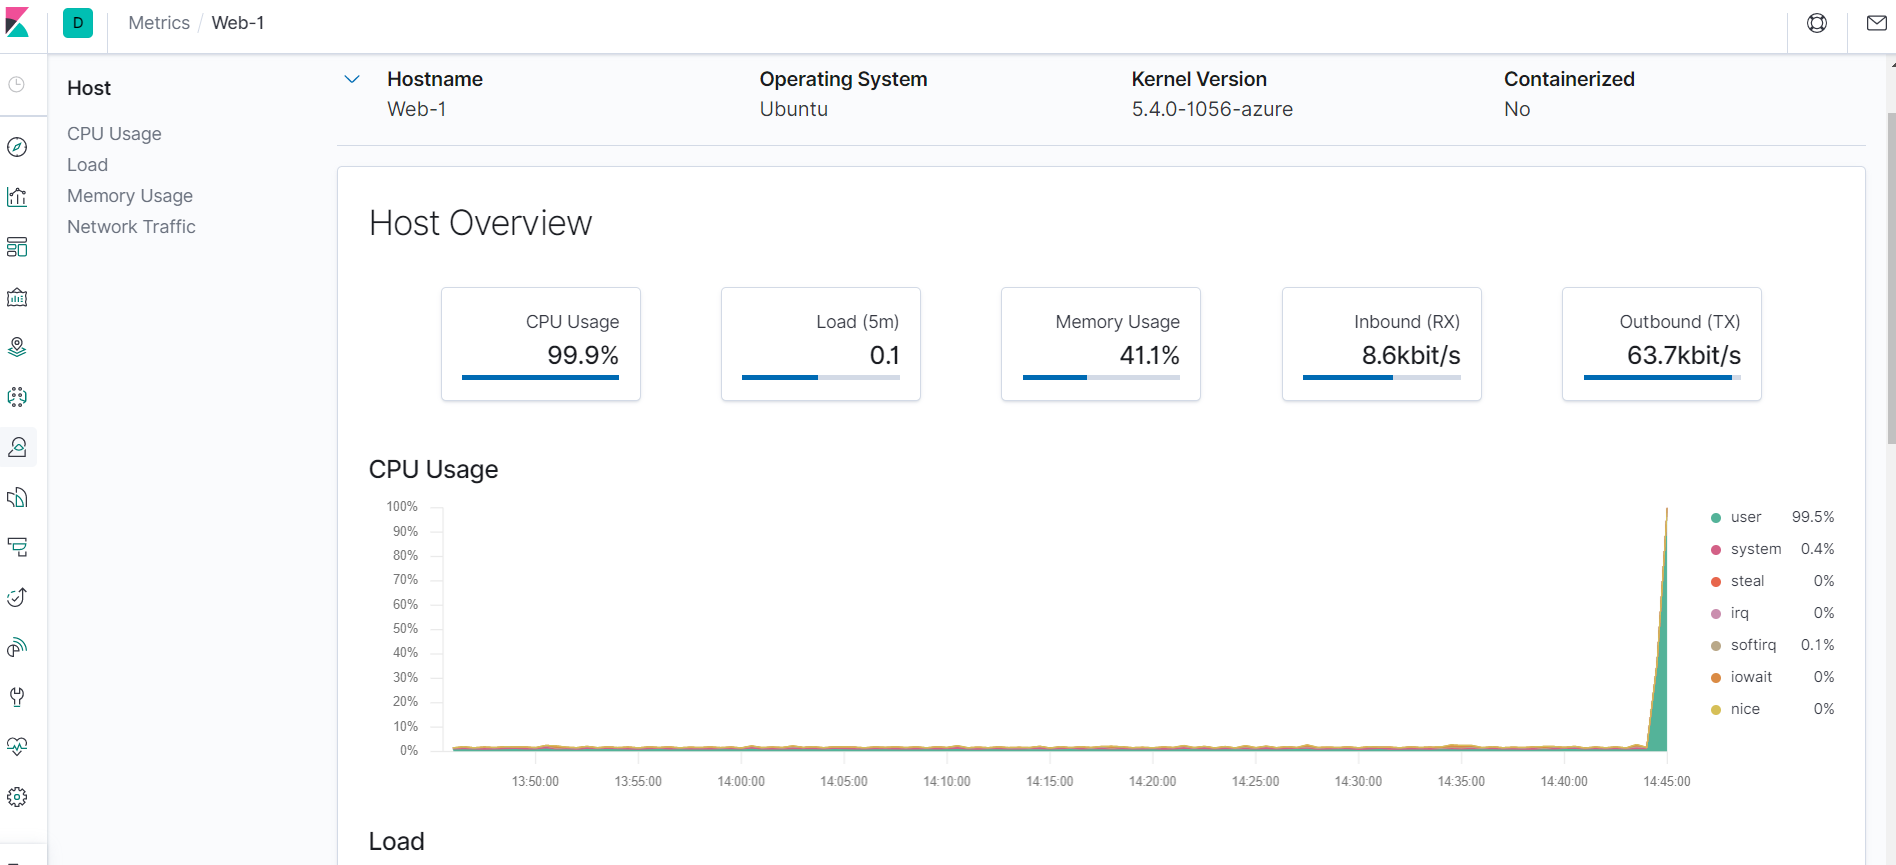 D Metrics / Web-1
Host
CPU Usage
Load
Memory Usage
Network Traffic
Hostname Operating System Kernel Version Containerized
Web-1 Ubuntu 5.4.0-1056-azure No
Host Overview
CPU Usage Load (5m) Memory Usage Inbound (RX) Outbound (TX)
99.9% 0.1 41.1% 8.6kbit/s 63.7kbit/s
CPU Usage
100%
90%
80%
70%
60%
50%
40%
30%
20%
10%
0%
13:50:00 13:55:00 14:00:00 14:05:00 14:10:00 14:15:00 14:20:00 14:25:00 14:30:00 14:35:00 14:40:00 14:45:00
user 99.5%
system 0.4%
steal 0%
irq 0%
softirq 0.1%
iowait 0%
nice 0%
Load